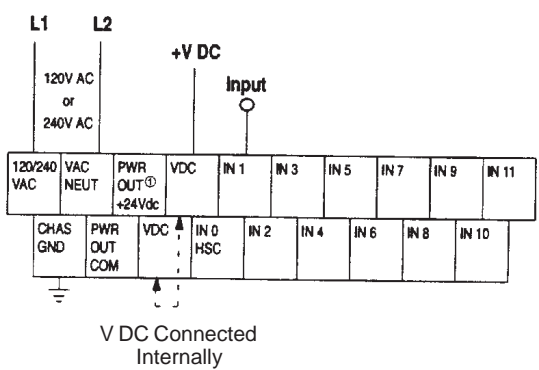 L1 L2
+V DC
120V AC
or
240V AC
Input
120/240 VAC
VAC NEUT
PWR OUT① +24Vdc
VDC
IN 1
IN 3
IN 5
IN 7
IN 9
IN 11
CHAS GND
PWR OUT COM
VDC
IN 0 HSC
IN 2
IN 4
IN 6
IN 8
IN 10
V DC Connected
Internally